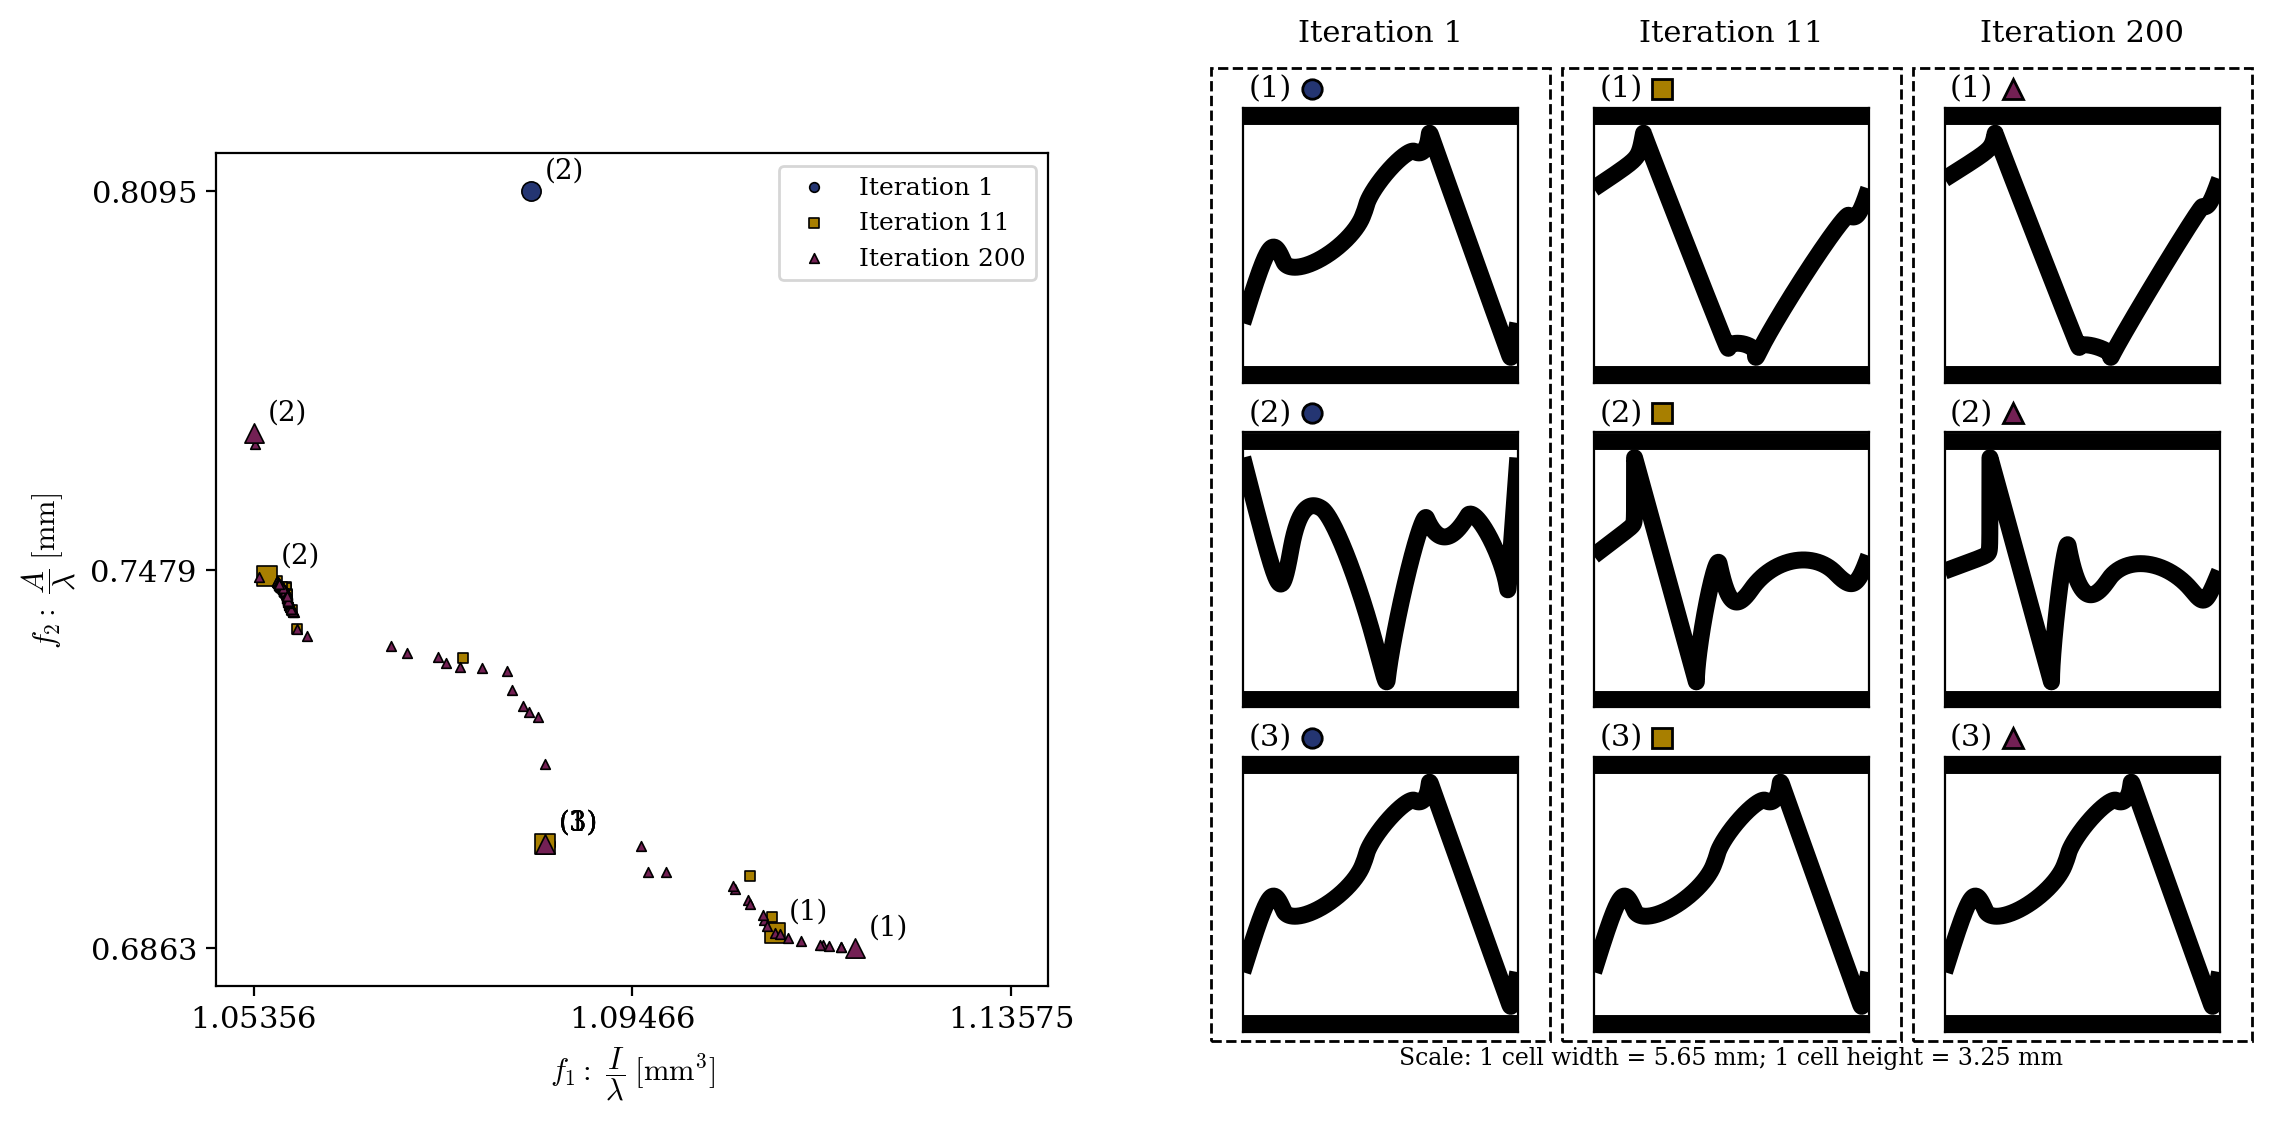 Iteration 1
Iteration 11
Iteration 200
(1)
(1)
(1)
(2)
(2)
(2)
(3)
(3)
(3)
Scale: 1 cell width = 5.65 mm; 1 cell height = 3.25 mm
0.8095
0.7479
0.6863
f₂ : A/λ [mm]
(2)
Iteration 1
Iteration 11
Iteration 200
(2)
(2)
(3)
(1)
(1)
(1)
1.05356
1.09466
1.13575
f₁ : I/λ [mm³]